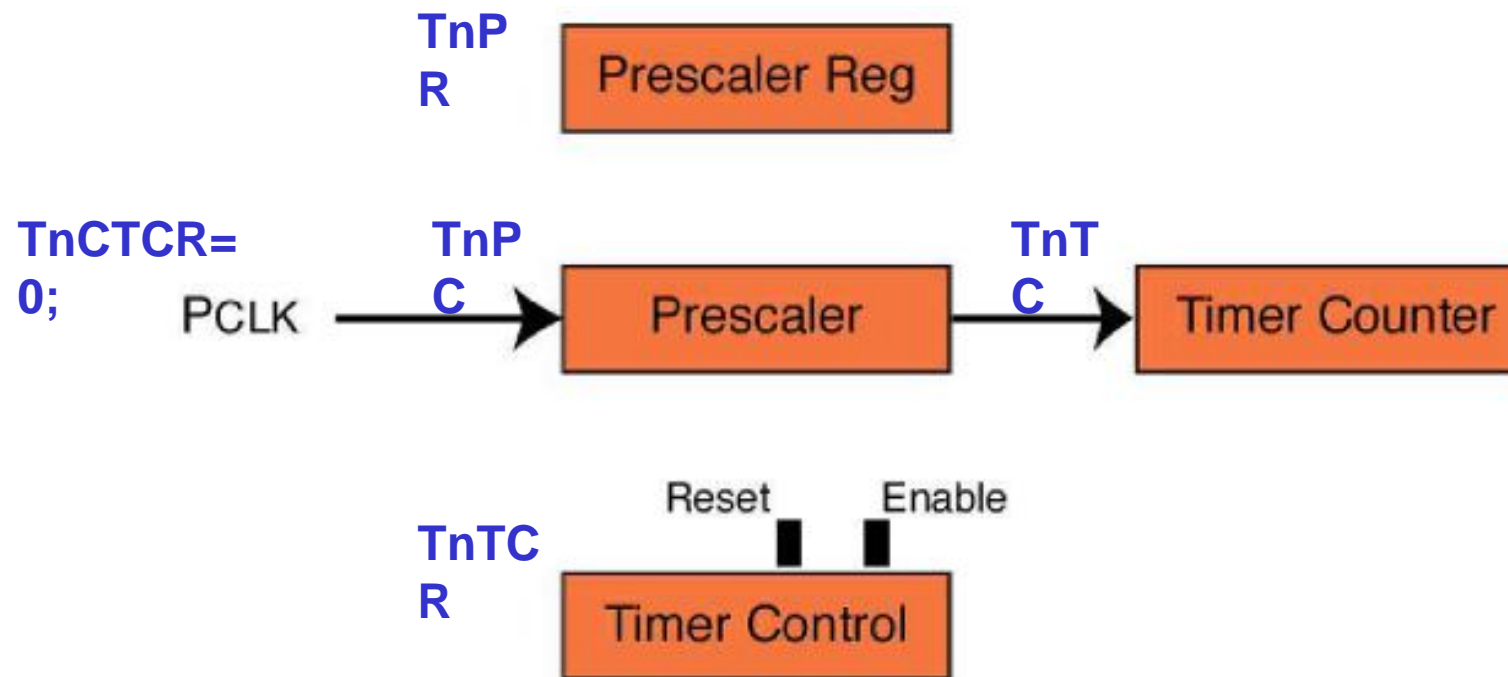 TnP
R
Prescaler Reg
TnCTCR=
0;
PCLK
TnP
C
Prescaler
TnT
C
Timer Counter
Reset
Enable
TnTC
R
Timer Control